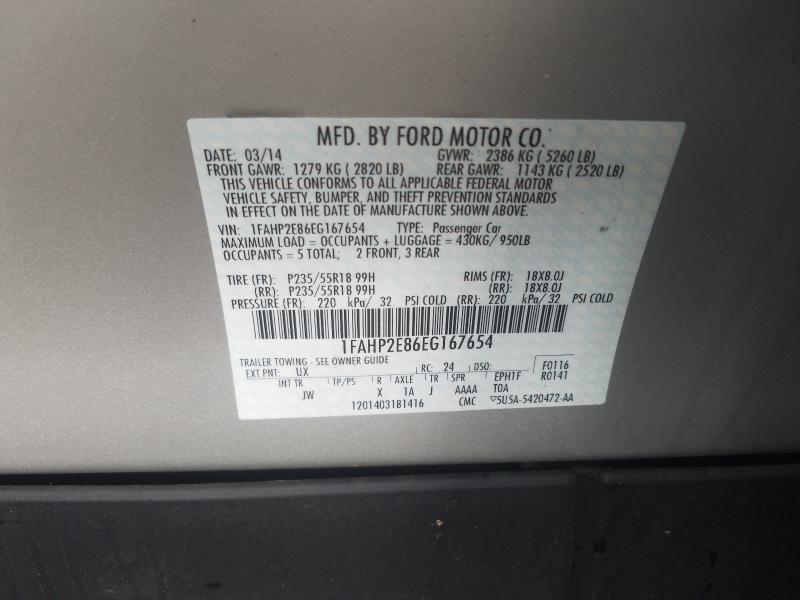 MFD. BY FORD MOTOR CO.
DATE: 03/14 GVWR: 2386 KG ( 5260 LB)
FRONT GAWR: 1279 KG ( 2820 LB) REAR GAWR: 1143 KG ( 2520 LB)
THIS VEHICLE CONFORMS TO ALL APPLICABLE FEDERAL MOTOR
VEHICLE SAFETY, BUMPER, AND THEFT PREVENTION STANDARDS
IN EFFECT ON THE DATE OF MANUFACTURE SHOWN ABOVE.
VIN: 1FAHP2E86EG167654 TYPE: Passenger Car
MAXIMUM LOAD = OCCUPANTS + LUGGAGE = 430KG/ 950LB
OCCUPANTS = 5 TOTAL; 2 FRONT, 3 REAR
TIRE (FR): P235/55R18 99H RIMS (FR): 18X8.0J
(RR): P235/55R18 99H (RR): 18X8.0J
PRESSURE (FR): 220 kPa/ 32 PSI COLD (RR): 220 kPa/ 32 PSI COLD
1FAHP2E86EG167654
TRAILER TOWING - SEE OWNER GUIDE
EXT PNT: UX RC: 24 DSO: F0116
R0141
INT TR TP/PS R AXLE TR SPR EPH1F
JW X 1A J AAAA T0A
1201403181416 CMC ▽5U5A-5420472-AA